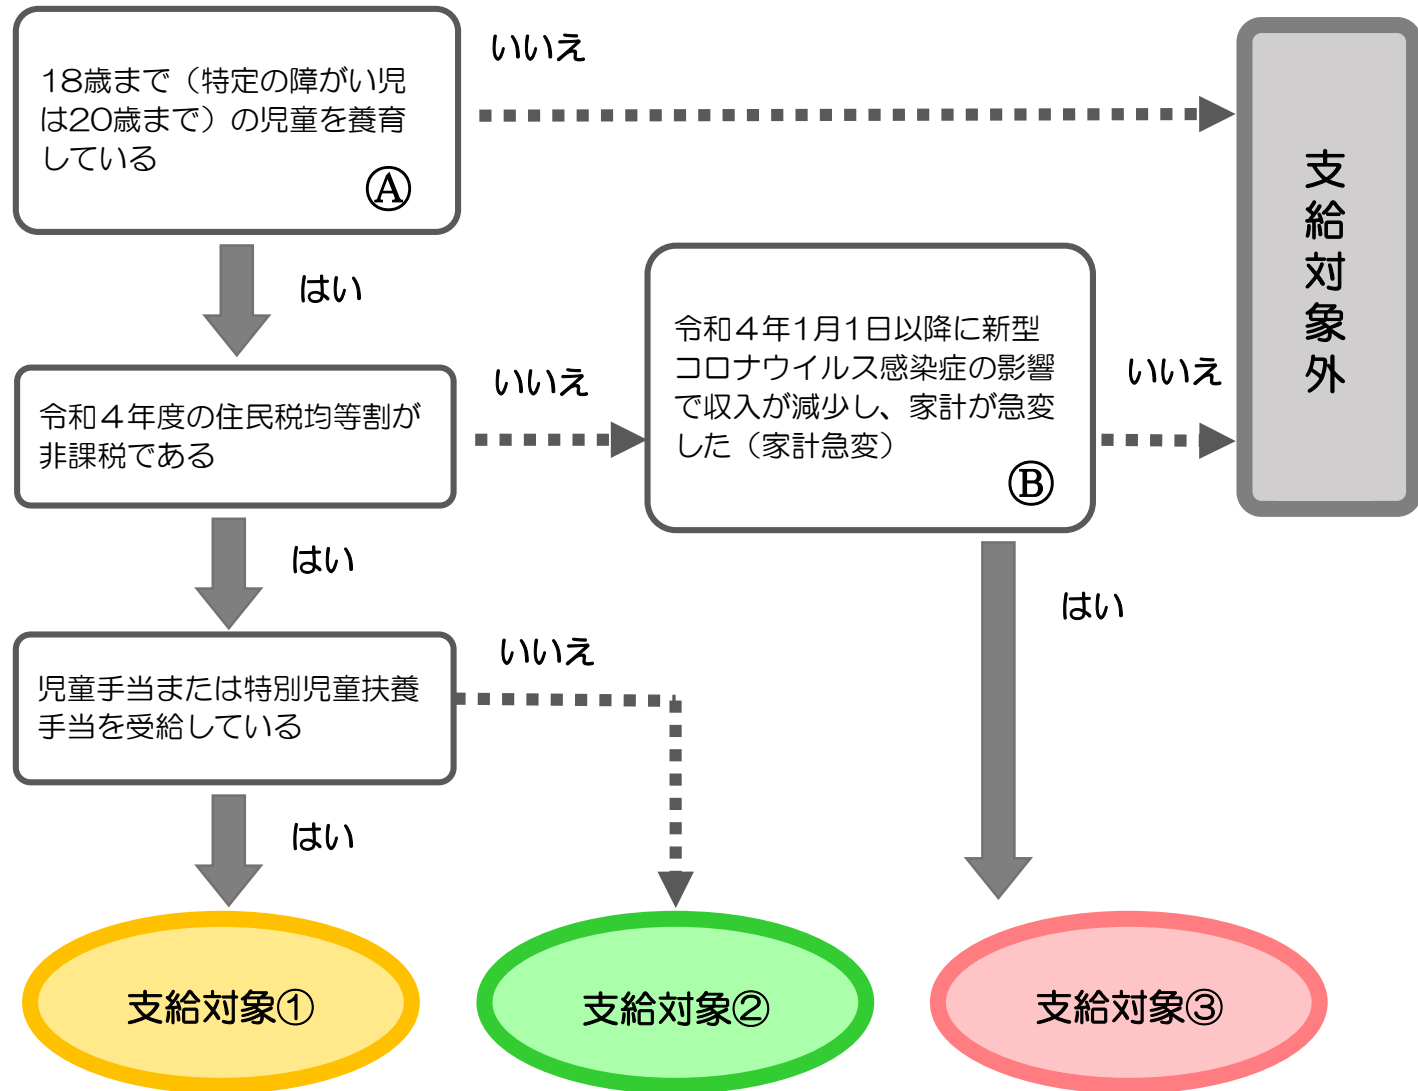 18歳まで（特定の障がい児
は20歳まで）の児童を養育
している
Ⓐ
いいえ
はい
令和４年度の住民税均等割が
非課税である
いいえ
令和４年1月1日以降に新型
コロナウイルス感染症の影響
で収入が減少し、家計が急変
した（家計急変）
Ⓑ
いいえ
支給対象外
はい
はい
児童手当または特別児童扶養
手当を受給している
いいえ
はい
支給対象①
支給対象②
支給対象③